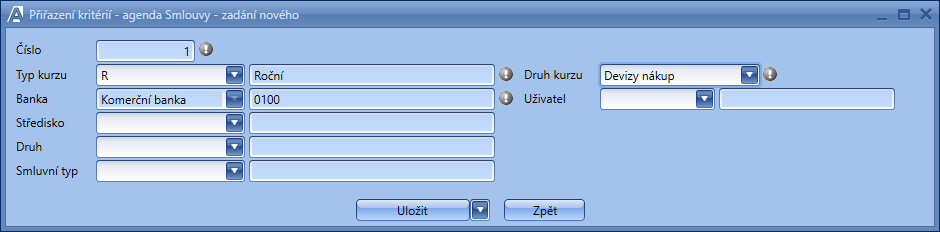 Přiřazení kritérií - agenda Smlouvy - zadání nového
Číslo 1
Typ kurzu R Roční Druh kurzu Devizy nákup
Banka Komerční banka 0100 Uživatel
Středisko
Druh
Smluvní typ
Uložit Zpět